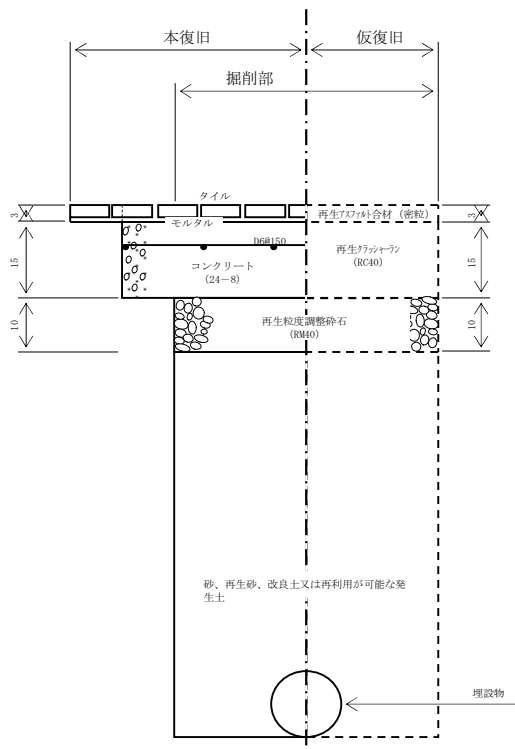 本復旧
仮復旧
掘削部
タイル
3
再生アスファルト合材（密粒）
3
モルタル
D6@150
15
コンクリート
(24－8)
再生クラッシャーラン
(RC40)
15
10
再生粒度調整砕石
(RM40)
10
砂、再生砂、改良土又は再利用が可能な発
生土
埋設物